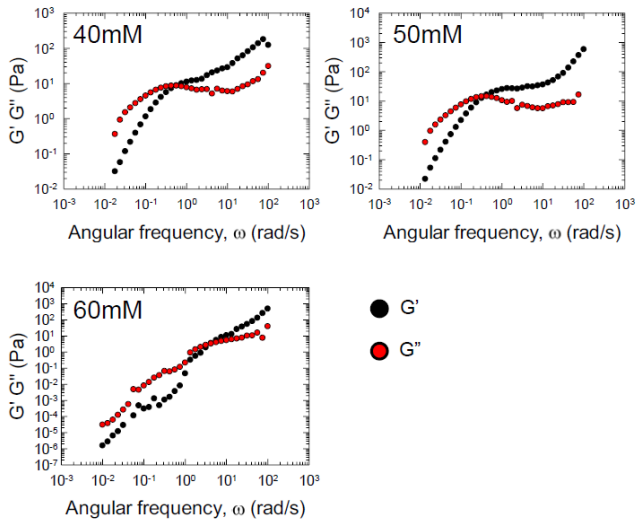 40mM
G' G" (Pa)
10³
10²
10¹
10⁰
10⁻¹
10⁻²
10⁻³ 10⁻² 10⁻¹ 10⁰ 10¹ 10² 10³
Angular frequency, ω (rad/s)
50mM
G' G" (Pa)
10⁴
10³
10²
10¹
10⁰
10⁻¹
10⁻²
10⁻³ 10⁻² 10⁻¹ 10⁰ 10¹ 10² 10³
Angular frequency, ω (rad/s)
60mM
G' G" (Pa)
10⁴
10³
10²
10¹
10⁰
10⁻¹
10⁻²
10⁻³
10⁻⁴
10⁻⁵
10⁻⁶
10⁻⁷
10⁻³ 10⁻² 10⁻¹ 10⁰ 10¹ 10² 10³
Angular frequency, ω (rad/s)
G'
G"